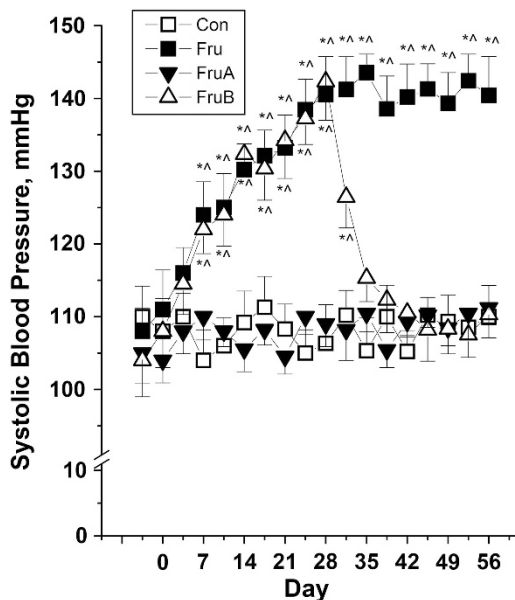 Con
Fru
FruA
FruB
Systolic Blood Pressure, mmHg
150
140
130
120
110
100
10
0
*^ *^ *^ *^ *^ *^ *^ *^
*^ *^ *^ *^ *^ *^ *^
*^ *^ *^ *^ *^ *^ *^ *^
0 7 14 21 28 35 42 49 56
Day